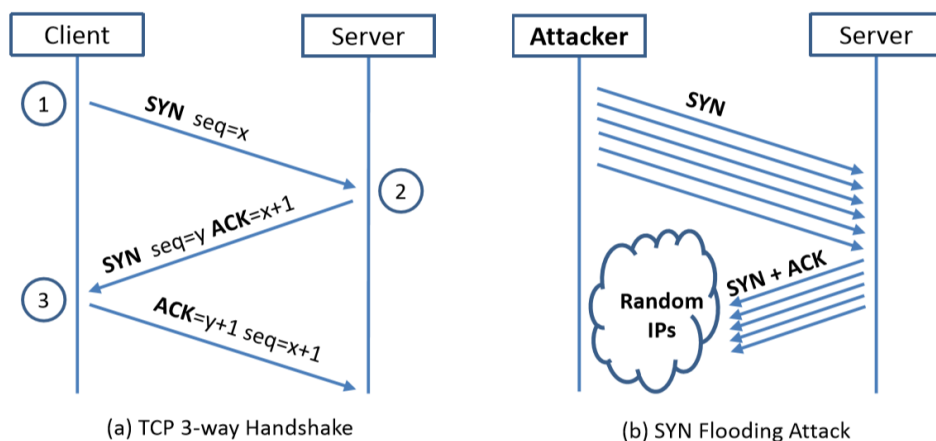 Client
Server
1
SYN seq=x
2
SYN seq=y ACK=x+1
3
ACK=y+1 seq=x+1
(a) TCP 3-way Handshake
Attacker
Server
SYN
SYN + ACK
Random
IPs
(b) SYN Flooding Attack